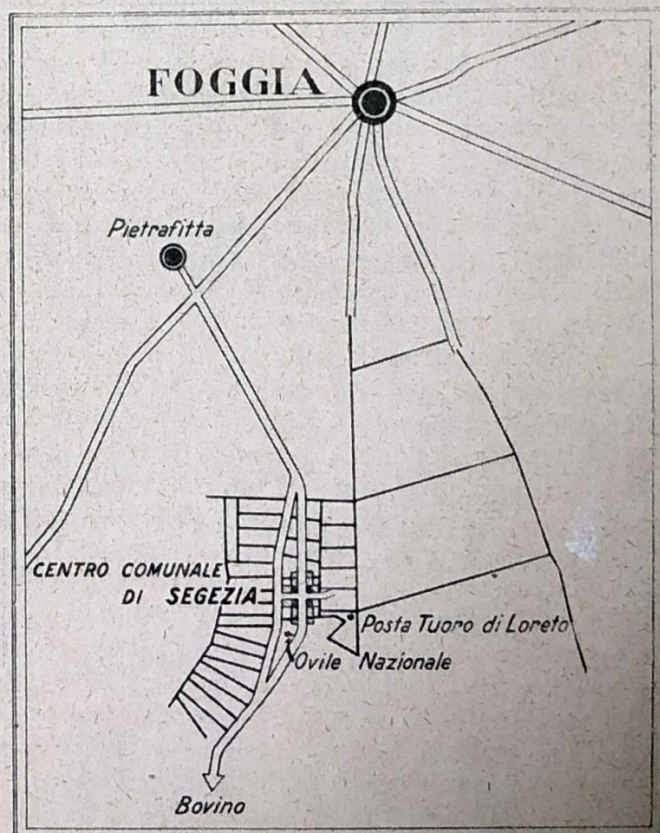 FOGGIA
Pietrafitta
CENTRO COMUNALE
DI SEGEZIA
Posta Tuoro di Loreto
Ovile Nazionale
Bovino